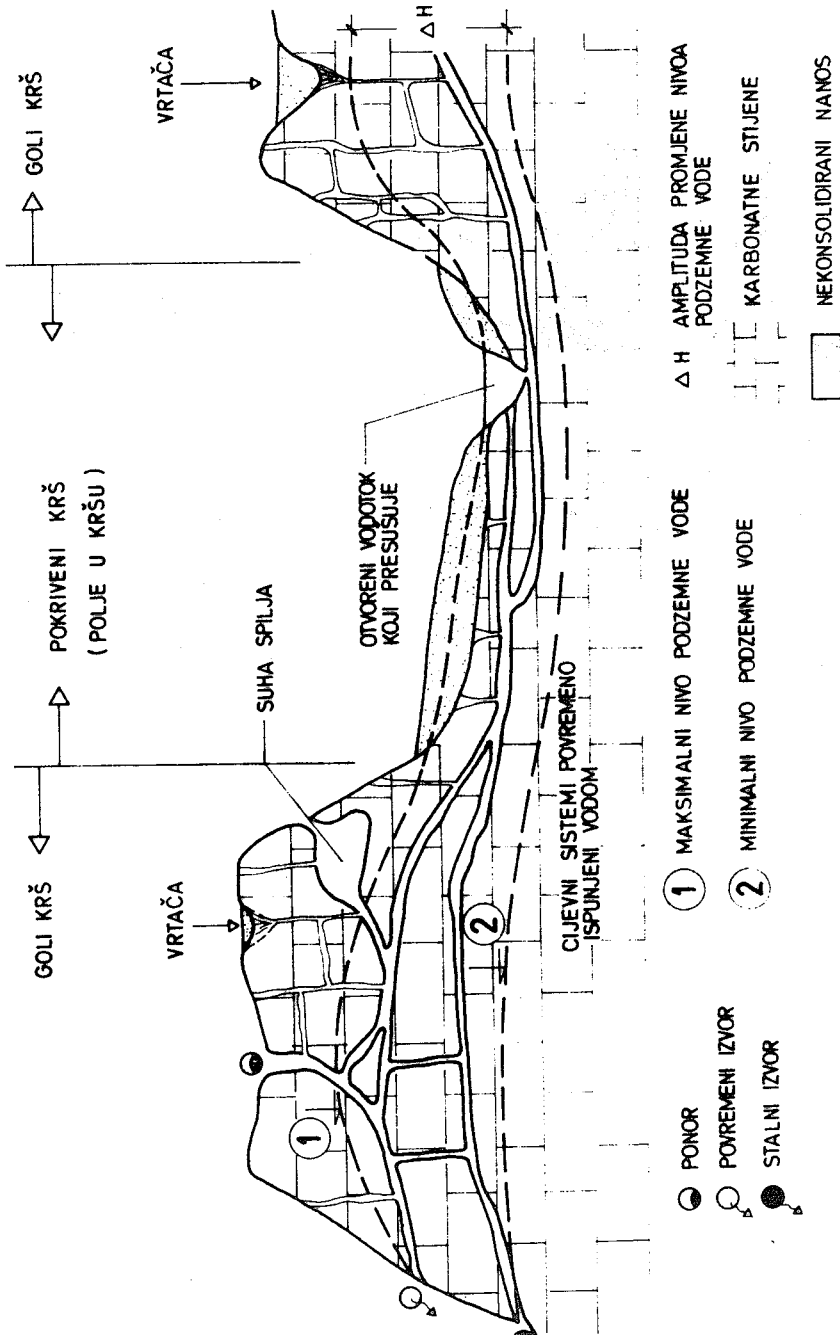 GOLI KRŠ
POKRIVENI KRŠ
(POLJE U KRŠU)
GOLI KRŠ
VRTAČA
SUHA SPILJA
VRTAČA
OTVORENI VODOTOK
KOJI PRESUŠUJE
Δ H
1
2
CIJEVNI SISTEMI POVREMENO
ISPUNJENI VODOM
PONOR
POVREMENI IZVOR
STALNI IZVOR
1 MAKSIMALNI NIVO PODZEMNE VODE
2 MINIMALNI NIVO PODZEMNE VODE
Δ H AMPLITUDA PROMJENE NIVOA
PODZEMNE VODE
KARBONATNE STIJENE
NEKONSOLIDIRANI NANOS